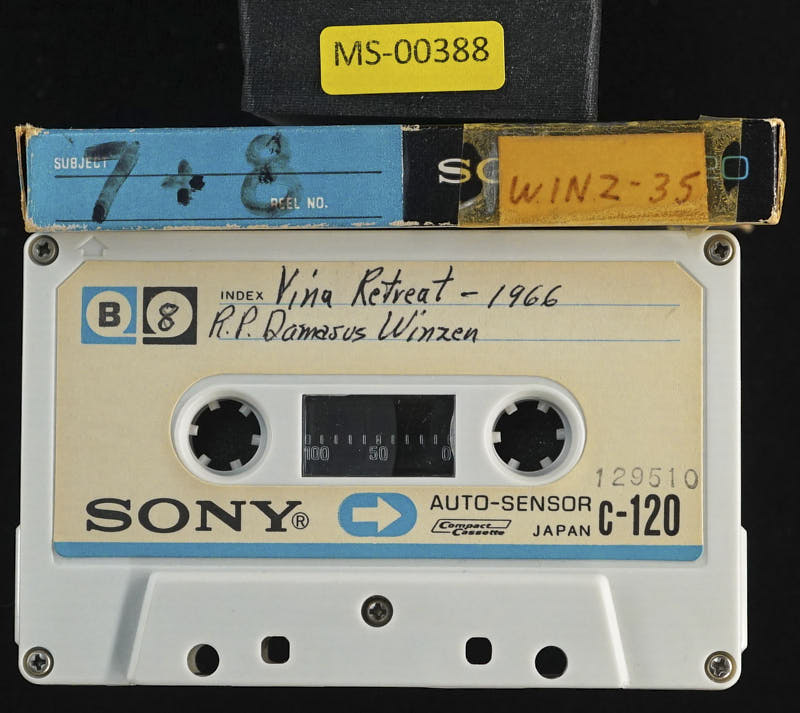 MS-00388
SUBJECT 7 + 8
REEL NO.
SO
WINZ-35
B 8 INDEX Vina Retreat - 1966
R.P. Damasus Winzen
100 50 0
129510
SONY® AUTO-SENSOR C-120
Compact Cassette JAPAN